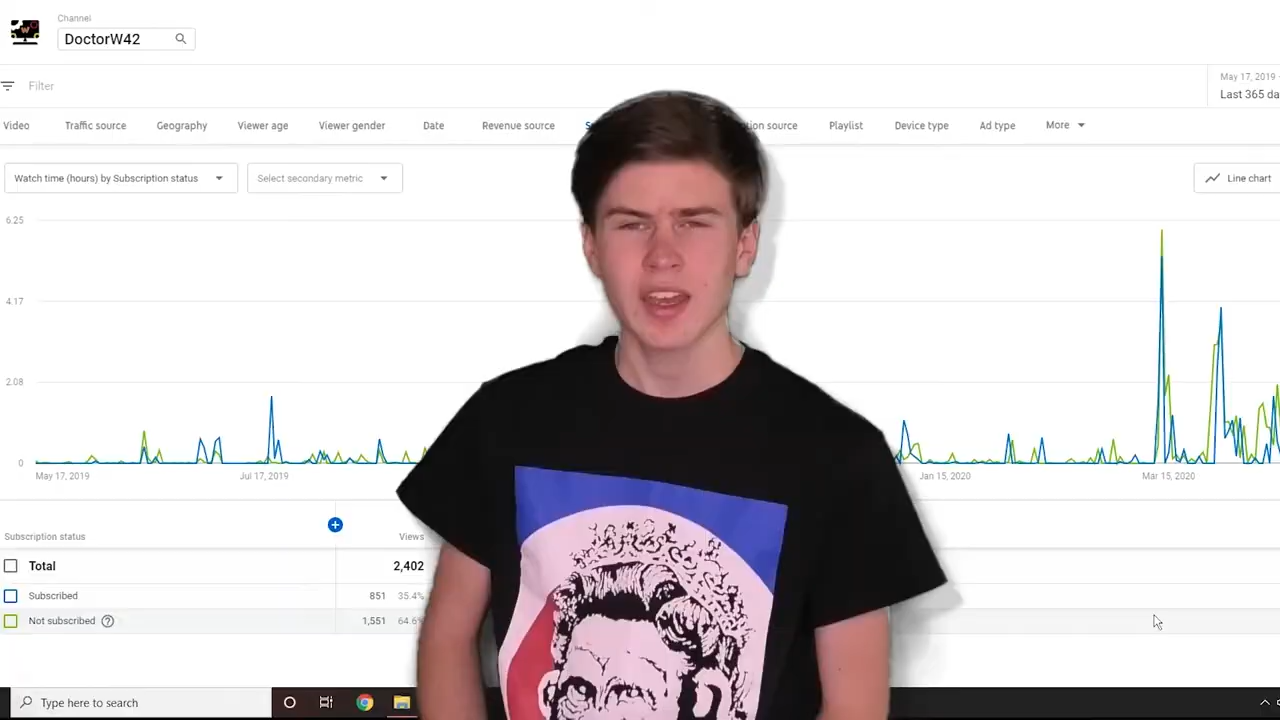 Channel
DoctorW42
Filter
May 17, 2019 -
Last 365 da
Video Traffic source Geography Viewer age Viewer gender Date Revenue source source Playlist Device type Ad type More
Watch time (hours) by Subscription status Select secondary metric Line chart
6.25
4.17
2.08
0
May 17, 2019 Jul 17, 2019 Jan 15, 2020 Mar 15, 2020
Subscription status Views
Total 2,402
Subscribed 851 35.4%
Not subscribed 1,551 64.6%
Type here to search